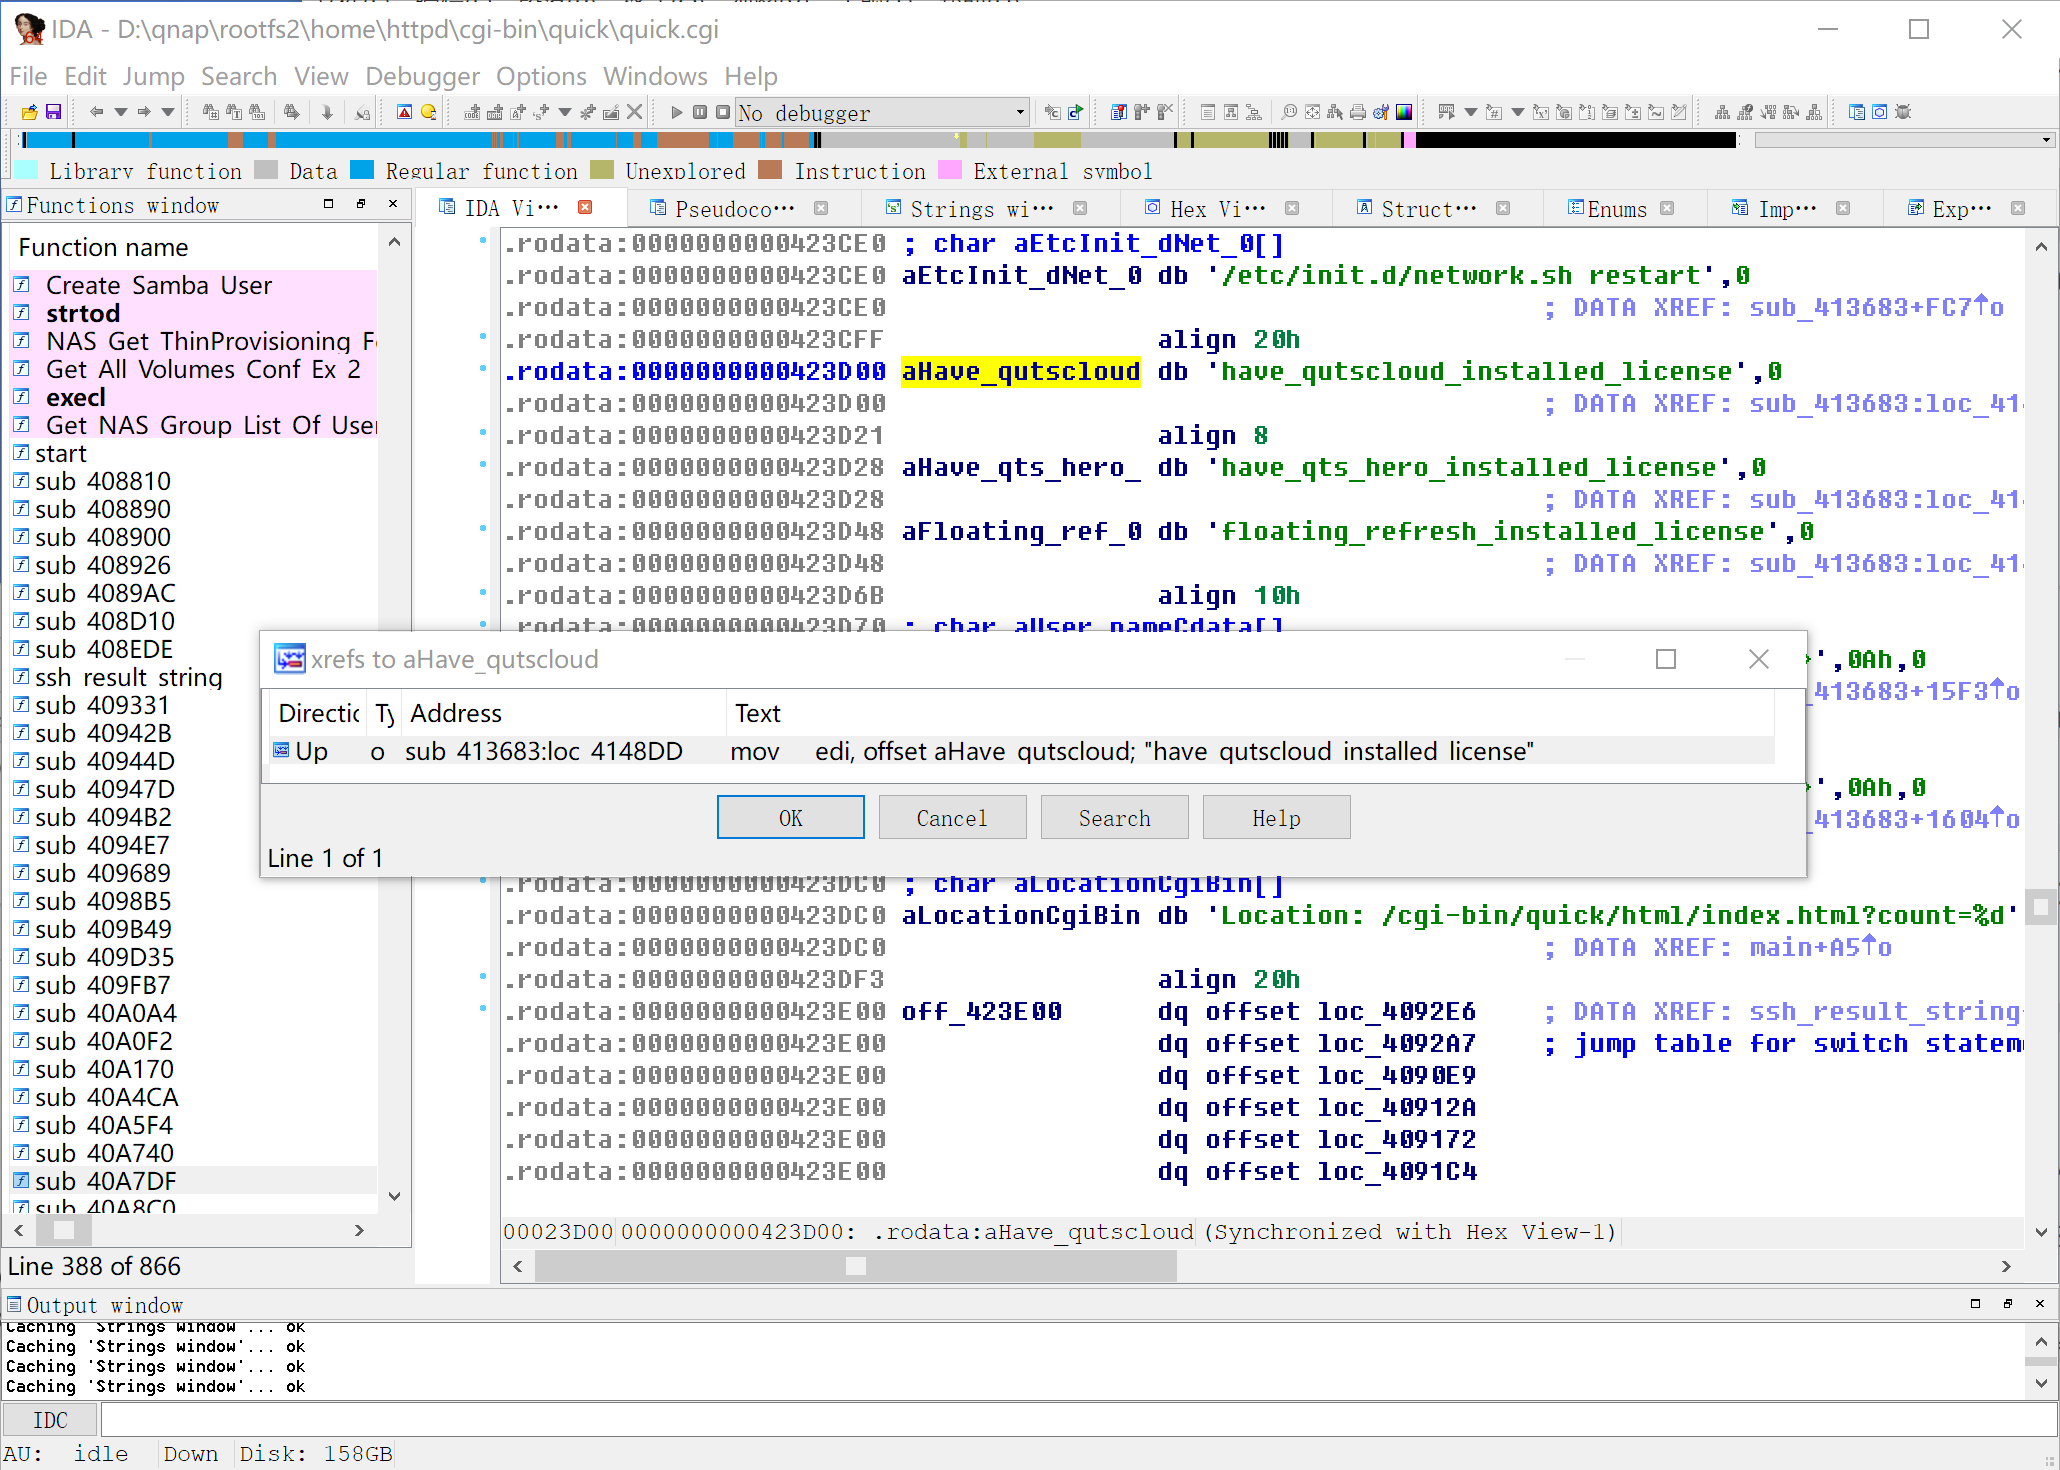 IDA - D:\qnap\rootfs2\home\httpd\cgi-bin\quick\quick.cgi
File Edit Jump Search View Debugger Options Windows Help
No debugger
Library function Data Regular function Unexplored Instruction External symbol
Functions window
IDA Vi··· Pseudoco··· Strings wi··· Hex Vi··· Struct··· Enums Imp··· Exp···
Function name
Create Samba User
strtod
NAS Get ThinProvisioning F
Get All Volumes Conf Ex 2
execl
Get NAS Group List Of User
start
sub 408810
sub 408890
sub 408900
sub 408926
sub 4089AC
sub 408D10
sub 408EDE
ssh result string
sub 409331
sub 40942B
sub 40944D
sub 40947D
sub 4094B2
sub 4094E7
sub 409689
sub 4098B5
sub 409B49
sub 409D35
sub 409FB7
sub 40A0A4
sub 40A0F2
sub 40A170
sub 40A4CA
sub 40A5F4
sub 40A740
sub 40A7DF
sub 40A8C0
Line 388 of 866
.rodata:0000000000423CE0 ; char aEtcInit_dNet_0[]
.rodata:0000000000423CE0 aEtcInit_dNet_0 db '/etc/init.d/network.sh restart',0
.rodata:0000000000423CE0 ; DATA XREF: sub_413683+FC7↑o
.rodata:0000000000423CFF align 20h
.rodata:0000000000423D00 aHave_qutscloud db 'have_qutscloud_installed_license',0
.rodata:0000000000423D00 ; DATA XREF: sub_413683:loc_41
.rodata:0000000000423D21 align 8
.rodata:0000000000423D28 aHave_qts_hero_ db 'have_qts_hero_installed_license',0
.rodata:0000000000423D28 ; DATA XREF: sub_413683:loc_41
.rodata:0000000000423D48 aFloating_ref_0 db 'floating_refresh_installed_license',0
.rodata:0000000000423D48 ; DATA XREF: sub_413683:loc_41
.rodata:0000000000423D6B align 10h
.rodata:0000000000423D70 ; char aUser_nameCdata[]
',0Ah,0
_413683+15F3↑o
',0Ah,0
_413683+1604↑o
xrefs to aHave_qutscloud
Directic Ty Address Text
Up o sub 413683:loc 4148DD mov edi, offset aHave qutscloud; "have qutscloud installed license"
OK Cancel Search Help
Line 1 of 1
.rodata:0000000000423DC0 ; char aLocationCgiBin[]
.rodata:0000000000423DC0 aLocationCgiBin db 'Location: /cgi-bin/quick/html/index.html?count=%d'
.rodata:0000000000423DC0 ; DATA XREF: main+A5↑o
.rodata:0000000000423DF3 align 20h
.rodata:0000000000423E00 off_423E00 dq offset loc_4092E6 ; DATA XREF: ssh_result_string
.rodata:0000000000423E00 dq offset loc_4092A7 ; jump table for switch statem
.rodata:0000000000423E00 dq offset loc_4090E9
.rodata:0000000000423E00 dq offset loc_40912A
.rodata:0000000000423E00 dq offset loc_409172
.rodata:0000000000423E00 dq offset loc_4091C4
00023D00 0000000000423D00: .rodata:aHave_qutscloud (Synchronized with Hex View-1)
Output window
Caching 'Strings window'... ok
Caching 'Strings window'... ok
Caching 'Strings window'... ok
Caching 'Strings window'... ok
IDC
AU: idle Down Disk: 158GB